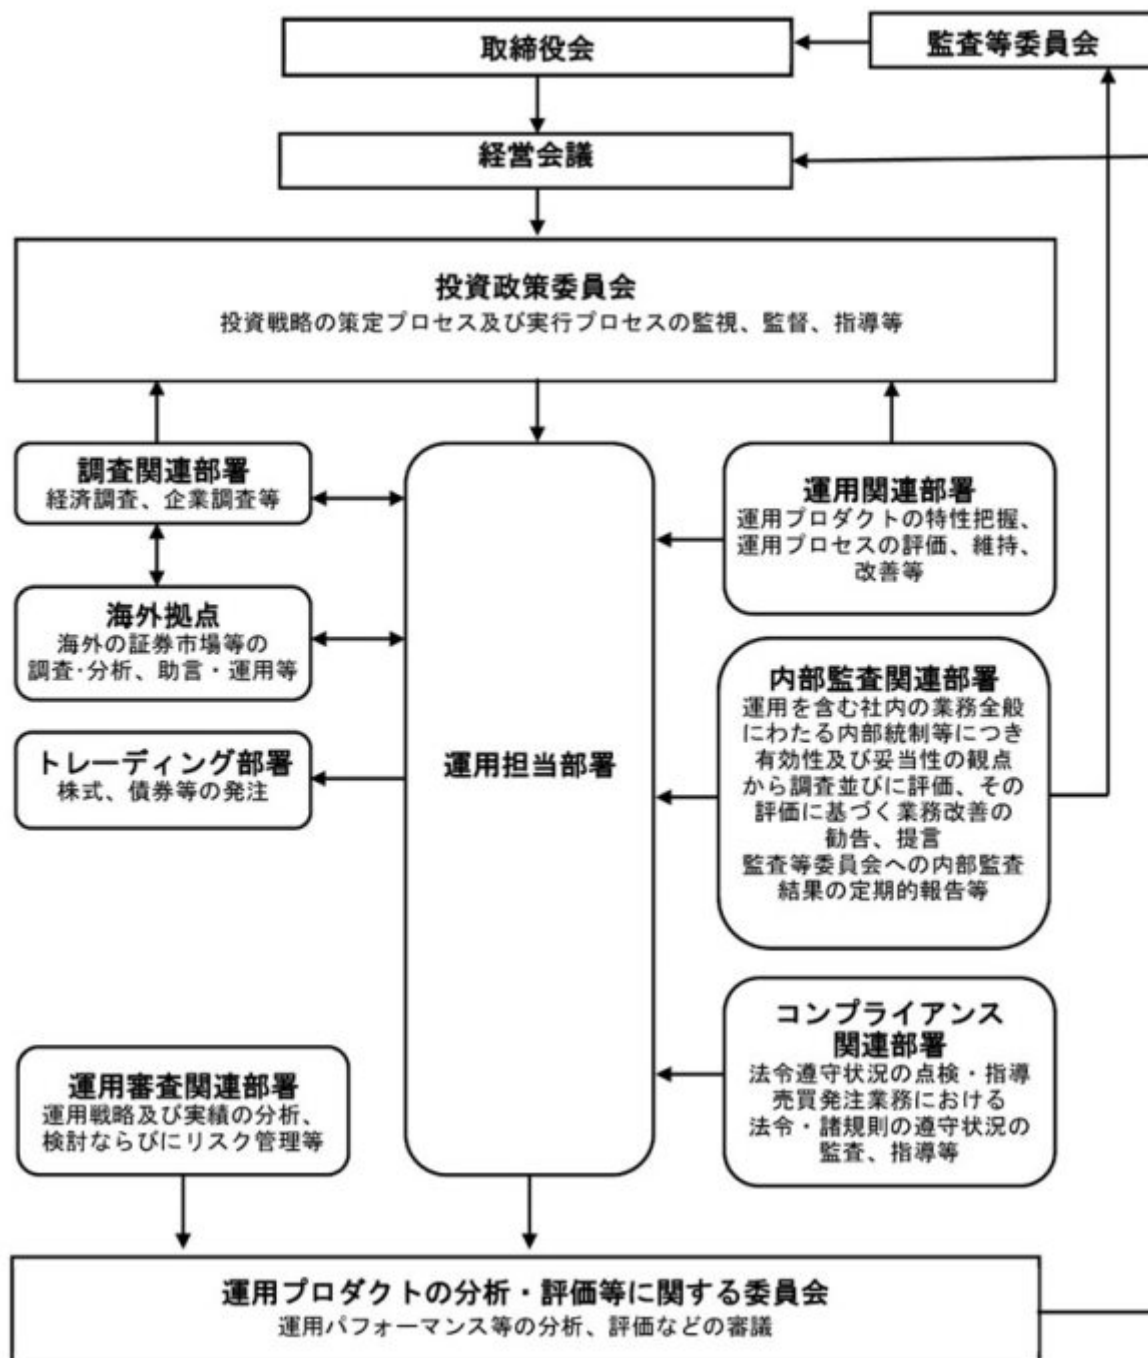 取締役会
監査等委員会
経営会議
投資政策委員会
投資戦略の策定プロセス及び実行プロセスの監視、監督、指導等
調査関連部署
経済調査、企業調査等
海外拠点
海外の証券市場等の
調査・分析、助言・運用等
トレーディング部署
株式、債券等の発注
運用担当部署
運用関連部署
運用プロダクトの特性把握、
運用プロセスの評価、維持、
改善等
内部監査関連部署
運用を含む社内の業務全般
にわたる内部統制等につき
有効性及び妥当性の観点
から調査並びに評価、その
評価に基づく業務改善の
勧告、提言
監査等委員会への内部監査
結果の定期的報告等
コンプライアンス
関連部署
法令遵守状況の点検・指導
売買発注業務における
法令・諸規則の遵守状況の
監査、指導等
運用審査関連部署
運用戦略及び実績の分析、
検討ならびにリスク管理等
運用プロダクトの分析・評価等に関する委員会
運用パフォーマンス等の分析、評価などの審議